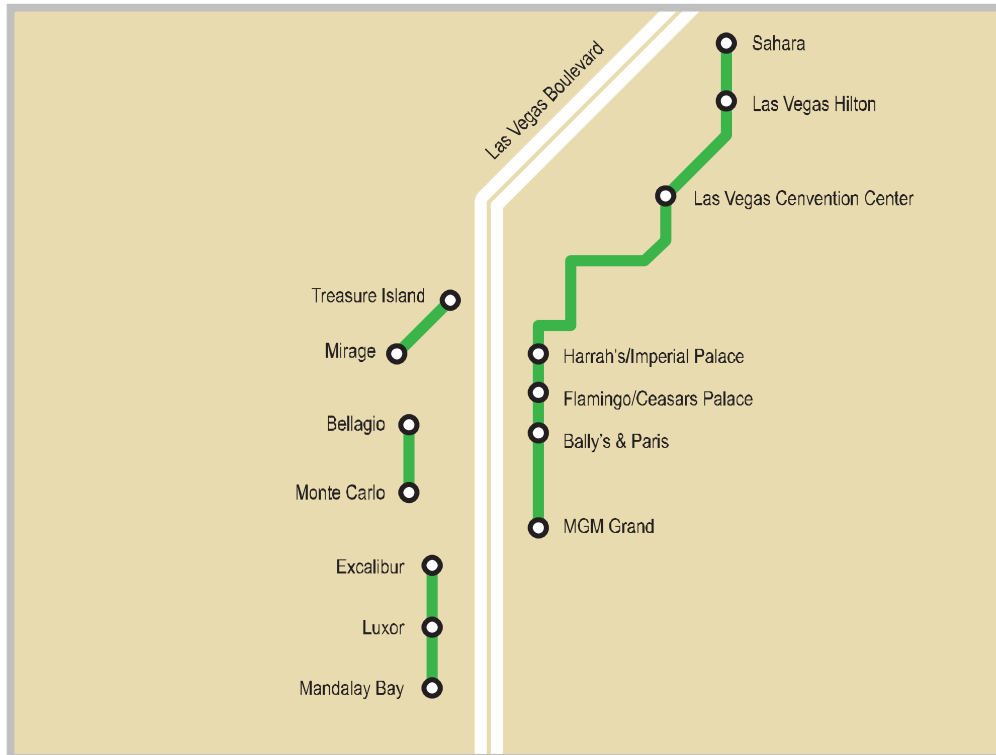 Las Vegas Boulevard
Sahara
Las Vegas Hilton
Las Vegas Cenvention Center
Treasure Island
Mirage
Harrah's/Imperial Palace
Flamingo/Ceasars Palace
Bellagio
Bally's & Paris
Monte Carlo
MGM Grand
Excalibur
Luxor
Mandalay Bay